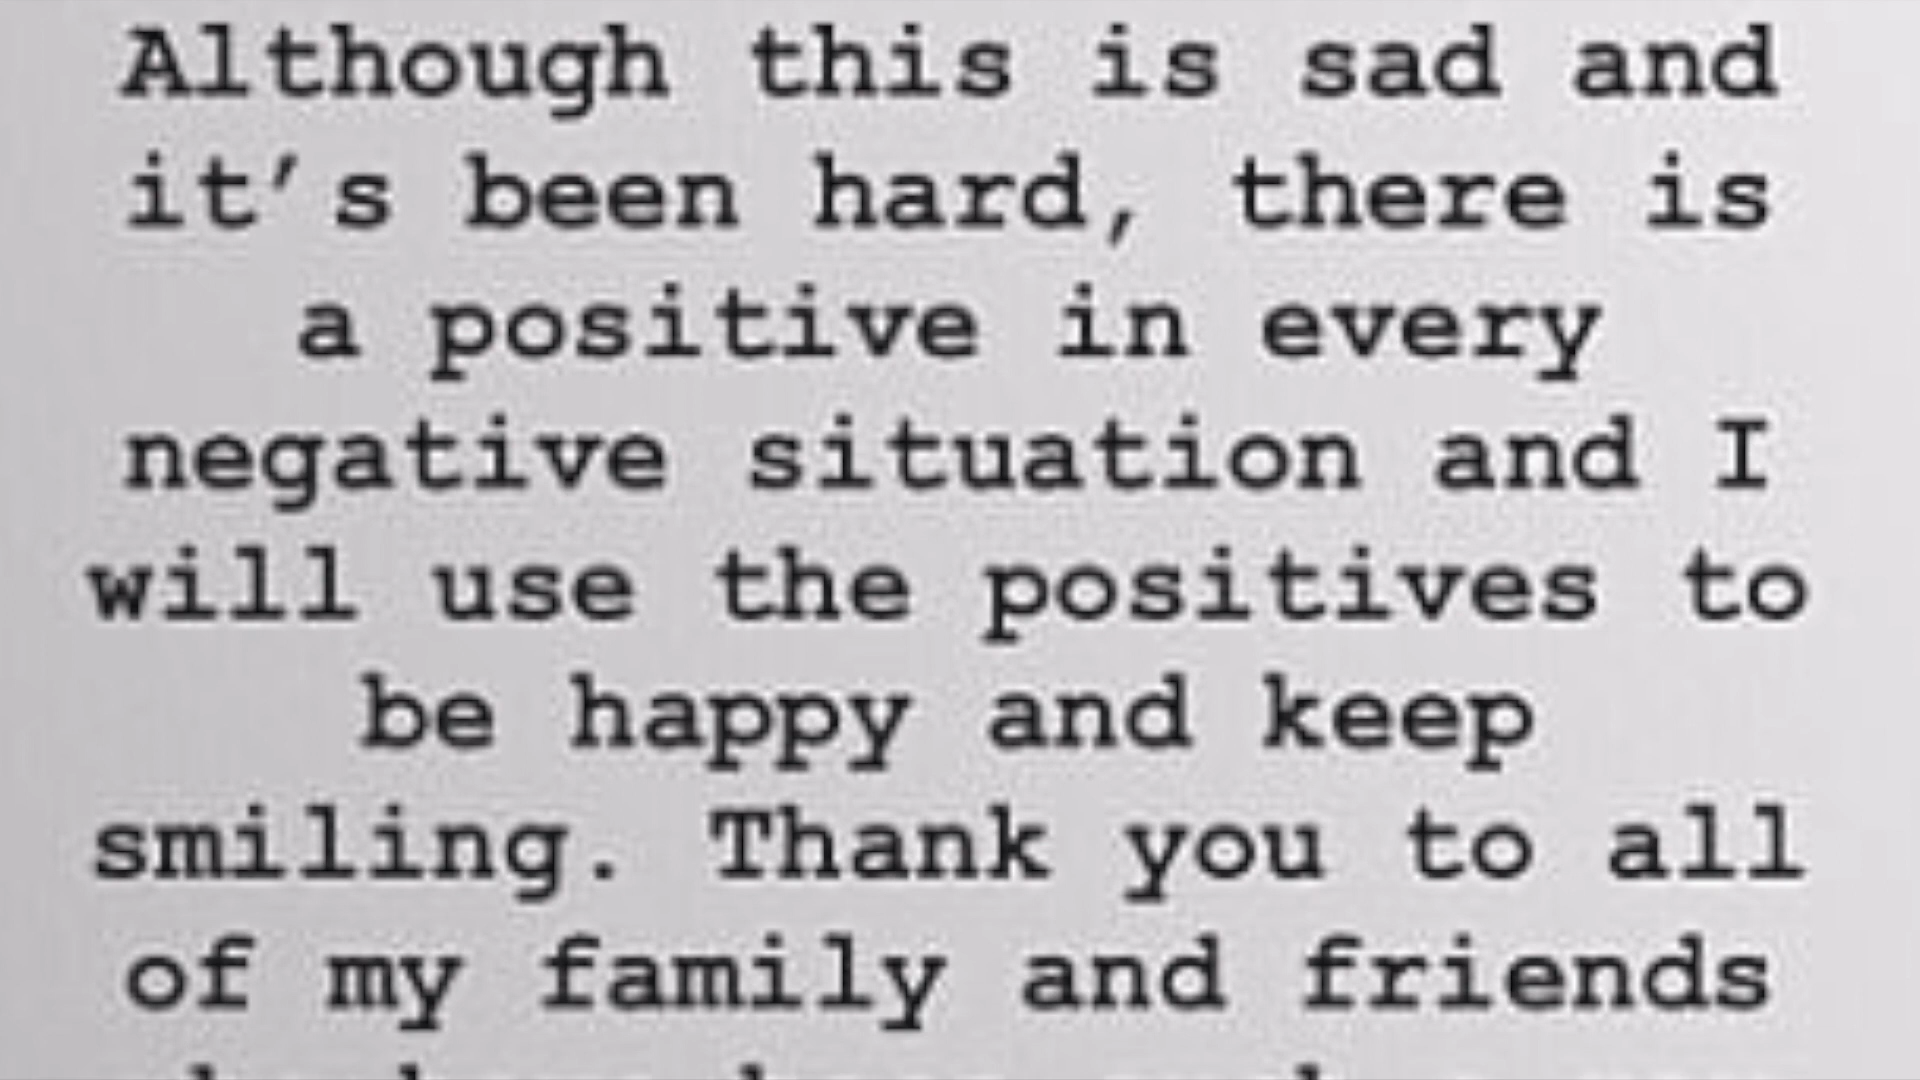 Although this is sad and
it's been hard, there is
a positive in every
negative situation and I
will use the positives to
be happy and keep
smiling. Thank you to all
of my family and friends